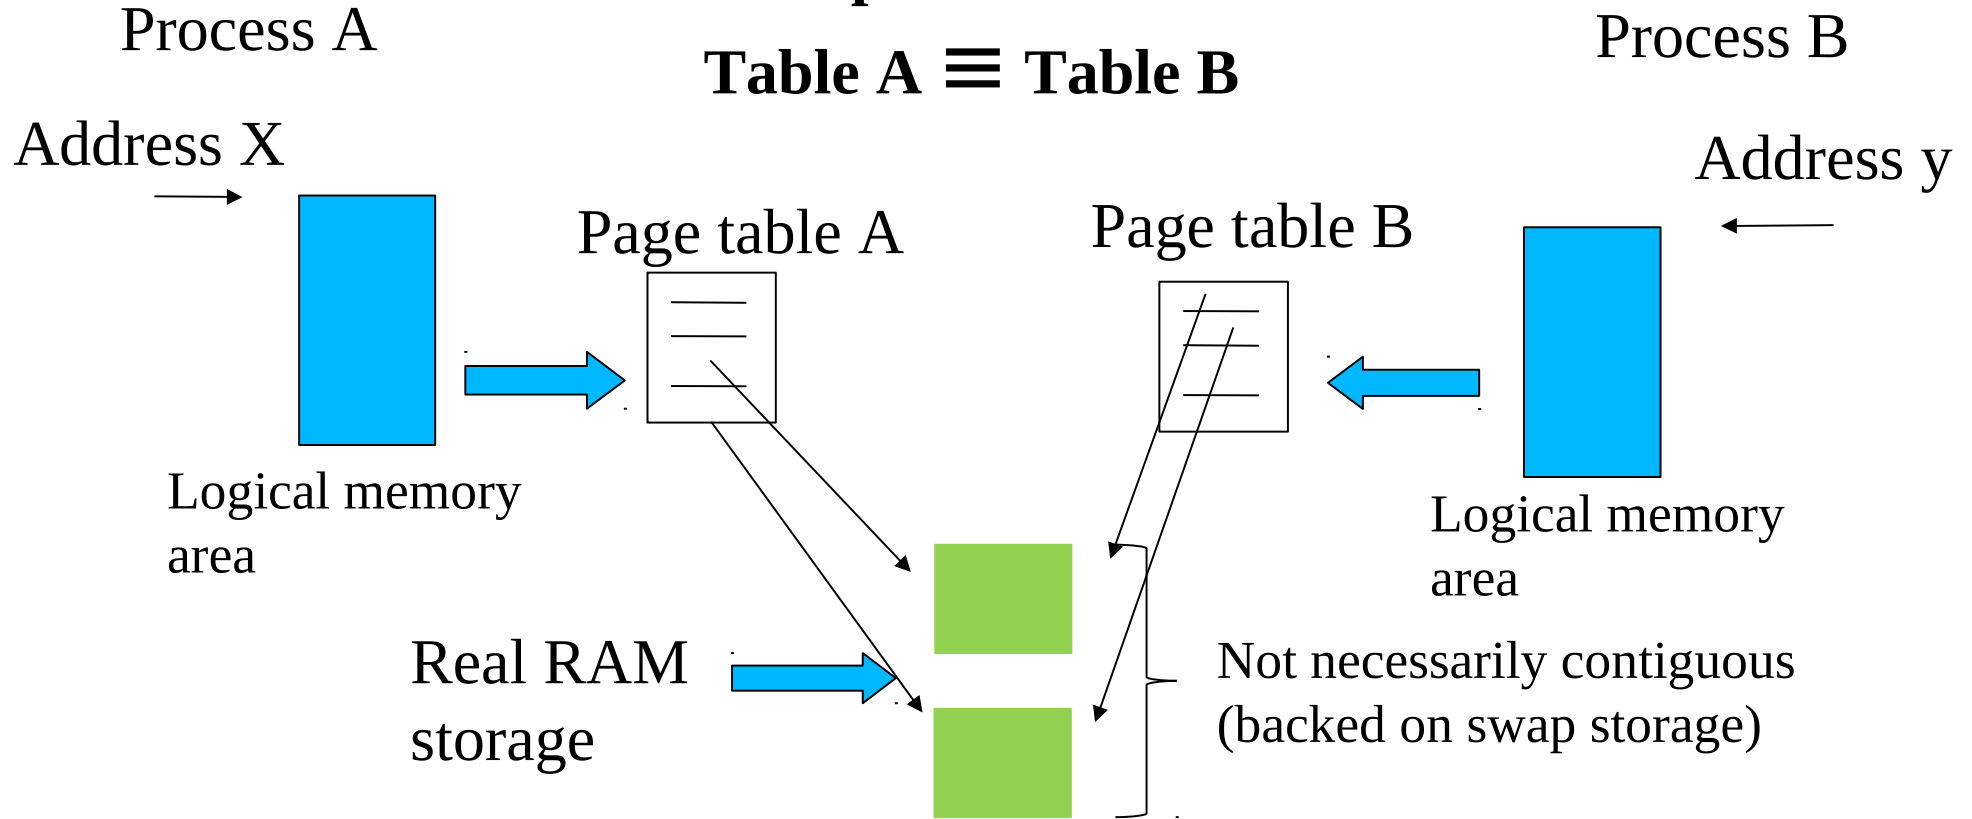 Process A
Process B
Table A ≡ Table B
Address X
Address y
Page table A
Page table B
Logical memory
area
Logical memory
area
Real RAM
storage
Not necessarily contiguous
(backed on swap storage)